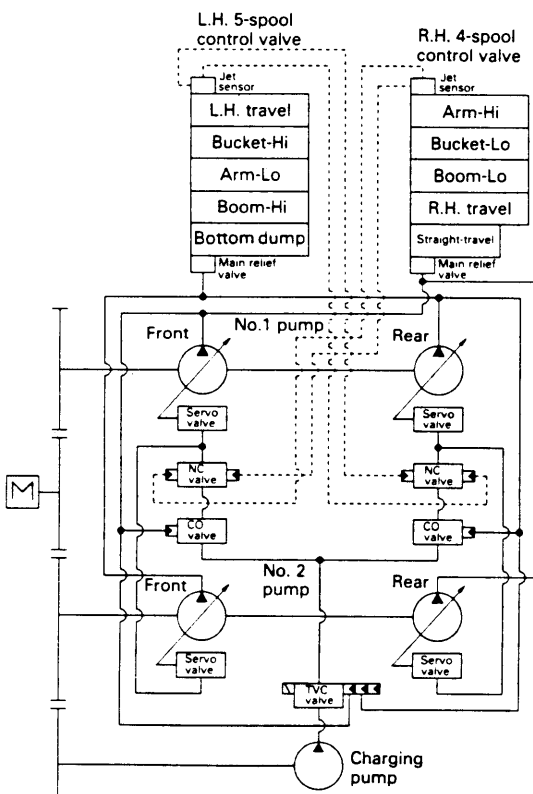 L.H. 5-spool
control valve
R.H. 4-spool
control valve
Jet
sensor
L.H. travel
Bucket-Hi
Arm-Lo
Boom-Hi
Bottom dump
Main relief
valve
Jet
sensor
Arm-Hi
Bucket-Lo
Boom-Lo
R.H. travel
Straight-travel
Main relief
valve
Front
No.1 pump
Rear
Servo
valve
Servo
valve
NC
valve
NC
valve
M
CO
valve
CO
valve
Front
No. 2
pump
Rear
Servo
valve
Servo
valve
TVC
valve
Charging
pump